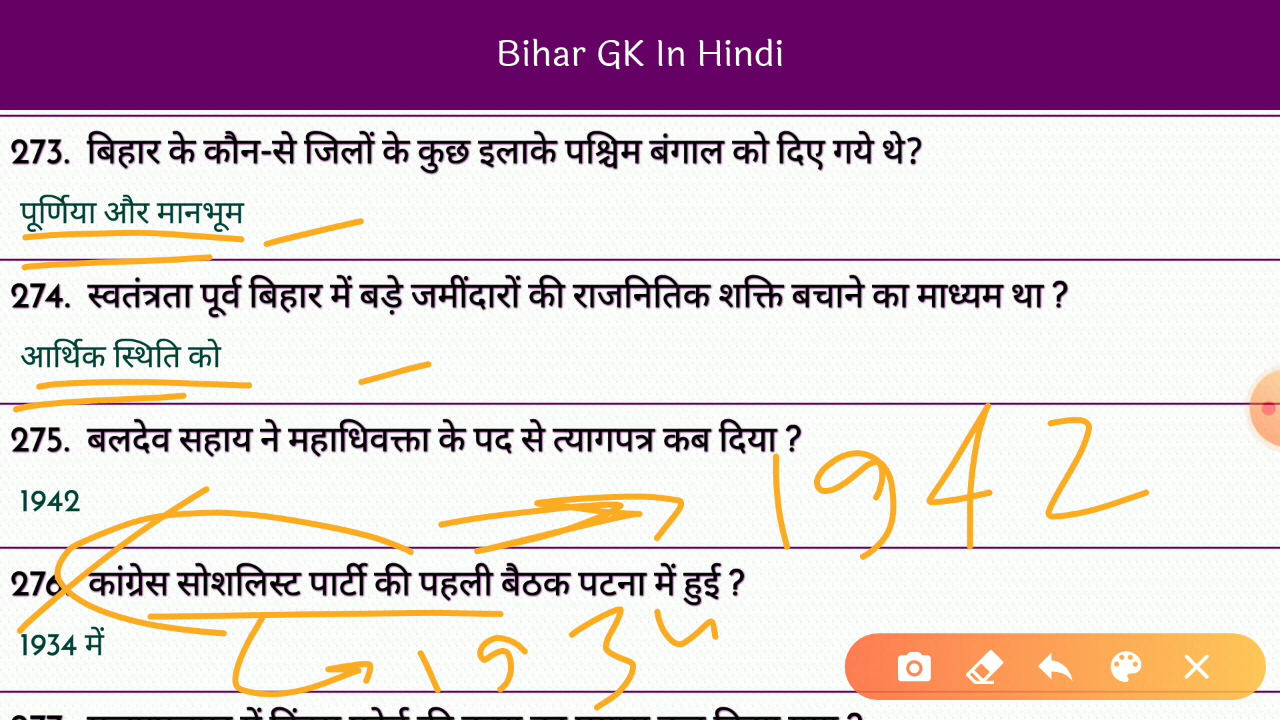 Bihar GK In Hindi
273. बिहार के कौन-से जिलों के कुछ इलाके पश्चिम बंगाल को दिए गये थे?
पूर्णिया और मानभूम
274. स्वतंत्रता पूर्व बिहार में बड़े जमींदारों की राजनितिक शक्ति बचाने का माध्यम था ?
आर्थिक स्थिति को
275. बलदेव सहाय ने महाधिवक्ता के पद से त्यागपत्र कब दिया ?
1942
1942
276. कांग्रेस सोशलिस्ट पार्टी की पहली बैठक पटना में हुई ?
1934 में
193